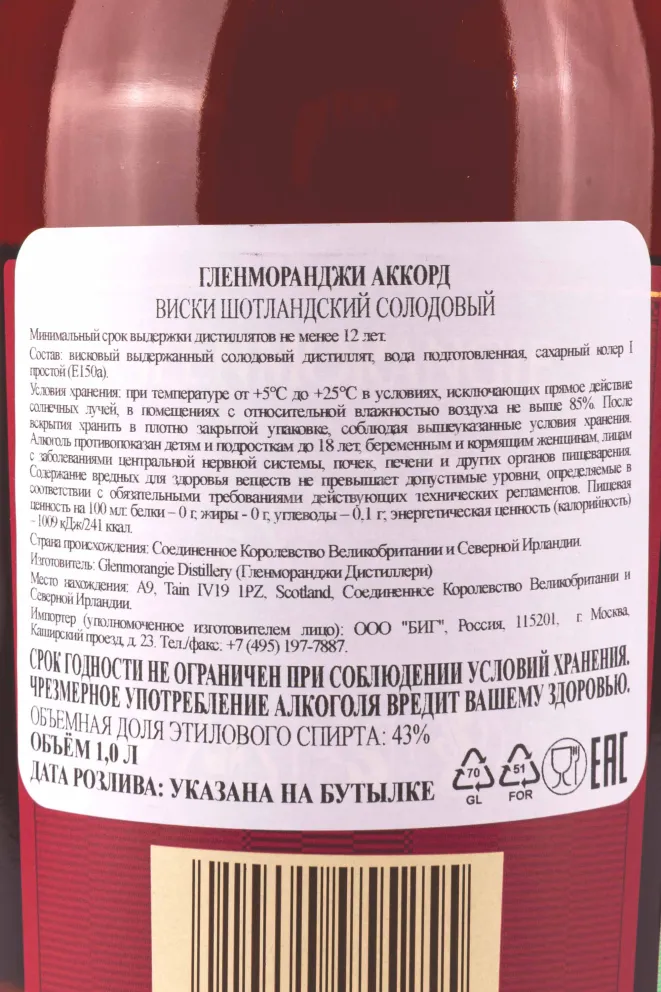 ГЛЕНМОРАНДЖИ АККОРД
ВИСКИ ШОТЛАНДСКИЙ СОЛОДОВЫЙ
Минимальный срок выдержки дистиллятов не менее 12 лет.
Состав: висковый выдержанный солодовый дистиллят, вода подготовленная, сахарный колер I
простой (Е150а).
Условия хранения: при температуре от +5°С до +25°С в условиях, исключающих прямое действие
солнечных лучей, в помещениях с относительной влажностью воздуха не выше 85%. После
вскрытия хранить в плотно закрытой упаковке, соблюдая вышеуказанные условия хранения.
Алкоголь противопоказан детям и подросткам до 18 лет, беременным и кормящим женщинам, лицам
с заболеваниями центральной нервной системы, почек, печени и других органов пищеварения.
Содержание вредных для здоровья веществ не превышает допустимые уровни, определяемые в
соответствии с обязательными требованиями действующих технических регламентов. Пищевая
ценность на 100 мл: белки – 0 г, жиры - 0 г, углеводы – 0,1 г; энергетическая ценность (калорийность)
– 1009 кДж/241 ккал.
Страна происхождения: Соединенное Королевство Великобритании и Северной Ирландии.
Изготовитель: Glenmorangie Distillery (Гленморанджи Дистиллери)
Место нахождения: A9, Tain IV19 1PZ, Scotland, Соединенное Королевство Великобритании и
Северной Ирландии.
Импортер (уполномоченное изготовителем лицо): ООО "БИГ", Россия, 115201, г. Москва,
Каширский проезд, д. 23. Тел./факс: +7 (495) 197-7887.
СРОК ГОДНОСТИ НЕ ОГРАНИЧЕН ПРИ СОБЛЮДЕНИИ УСЛОВИЙ ХРАНЕНИЯ.
ЧРЕЗМЕРНОЕ УПОТРЕБЛЕНИЕ АЛКОГОЛЯ ВРЕДИТ ВАШЕМУ ЗДОРОВЬЮ.
ОБЪЕМНАЯ ДОЛЯ ЭТИЛОВОГО СПИРТА: 43%
ОБЪЁМ 1,0 Л
ДАТА РОЗЛИВА: УКАЗАНА НА БУТЫЛКЕ
70 51 EAC
GL FOR